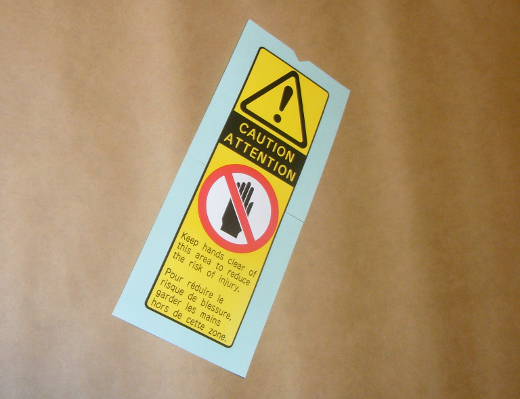 CAUTION
ATTENTION
Keep hands clear of
this area to reduce
the risk of injury.
Pour réduire le
risque de blessure,
garder les mains
hors de cette zone.